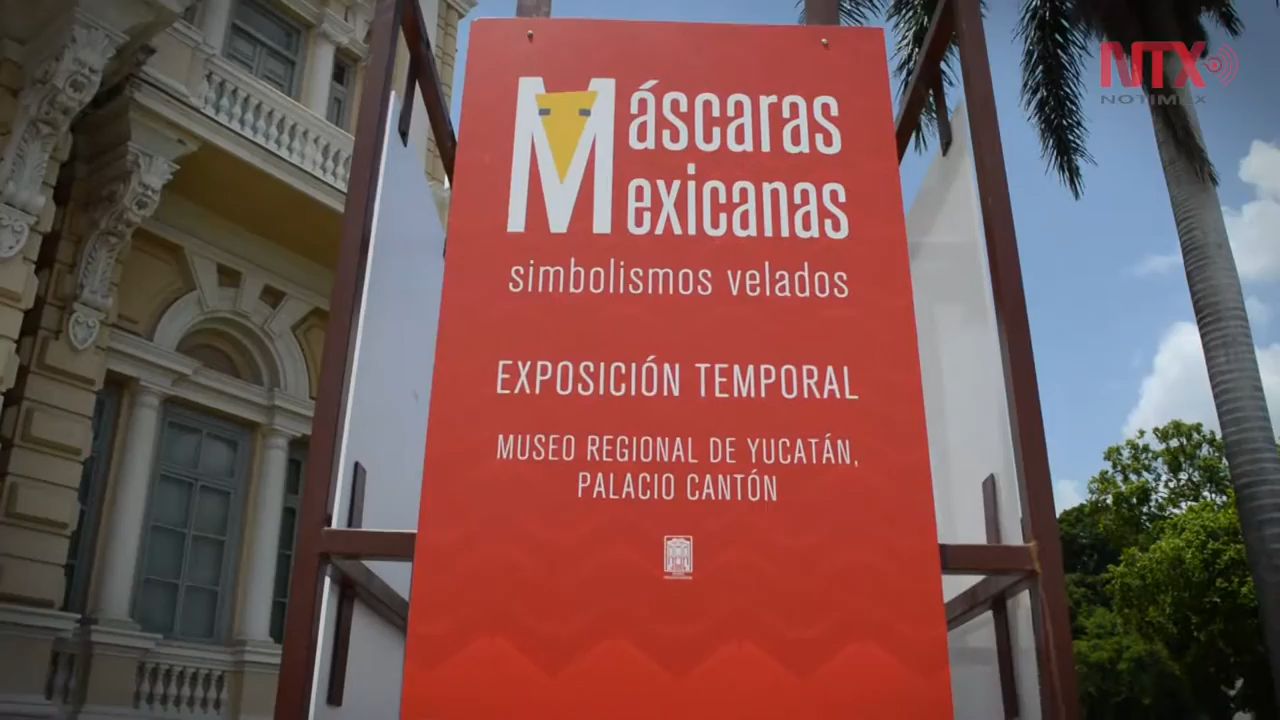 NTX
NOTIMEX
Máscaras
Mexicanas
simbolismos velados
EXPOSICIÓN TEMPORAL
MUSEO REGIONAL DE YUCATÁN,
PALACIO CANTÓN